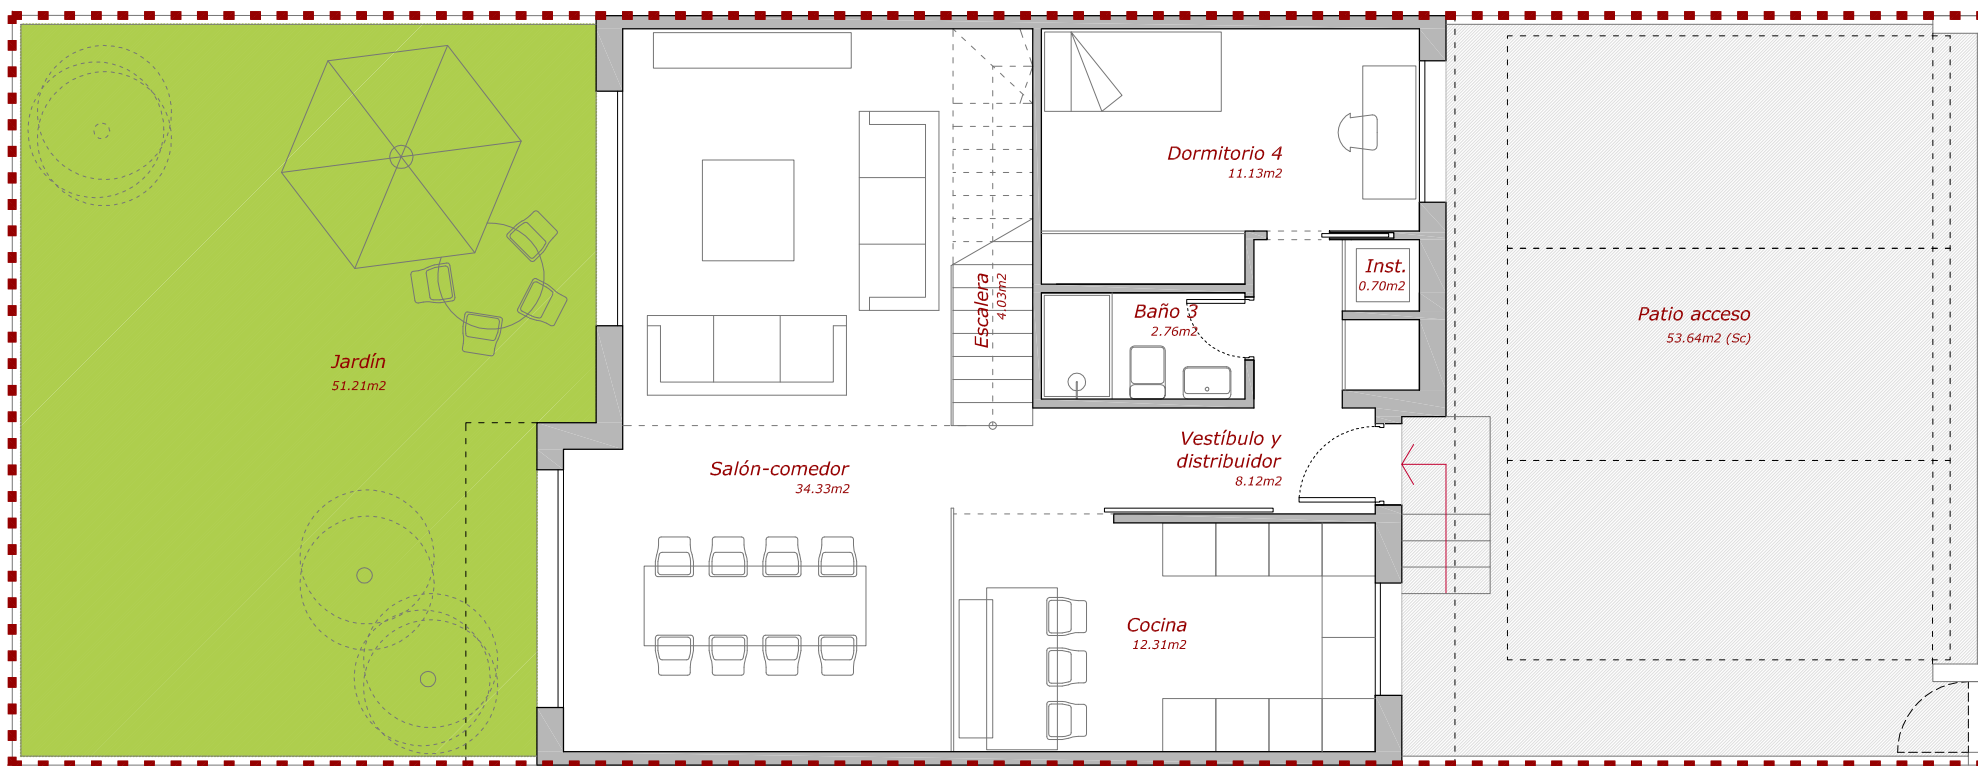 Dormitorio 4
11.13m2
Inst.
0.70m2
Escalera
4.03m2
Baño 3
2.76m2
Patio acceso
53.64m2 (Sc)
Jardín
51.21m2
Vestíbulo y
distribuidor
8.12m2
Salón-comedor
34.33m2
Cocina
12.31m2